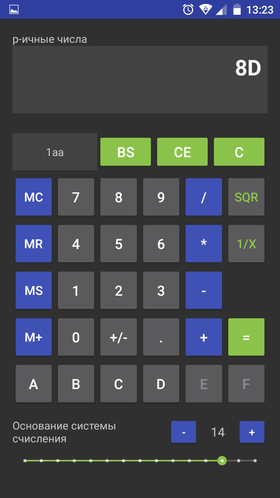 13:23
р-ичные числа
8D
1aa BS CE C
MC 7 8 9 / SQR
MR 4 5 6 * 1/X
MS 1 2 3 -
M+ 0 +/- . + =
A B C D E F
Основание системы
счисления - 14 +